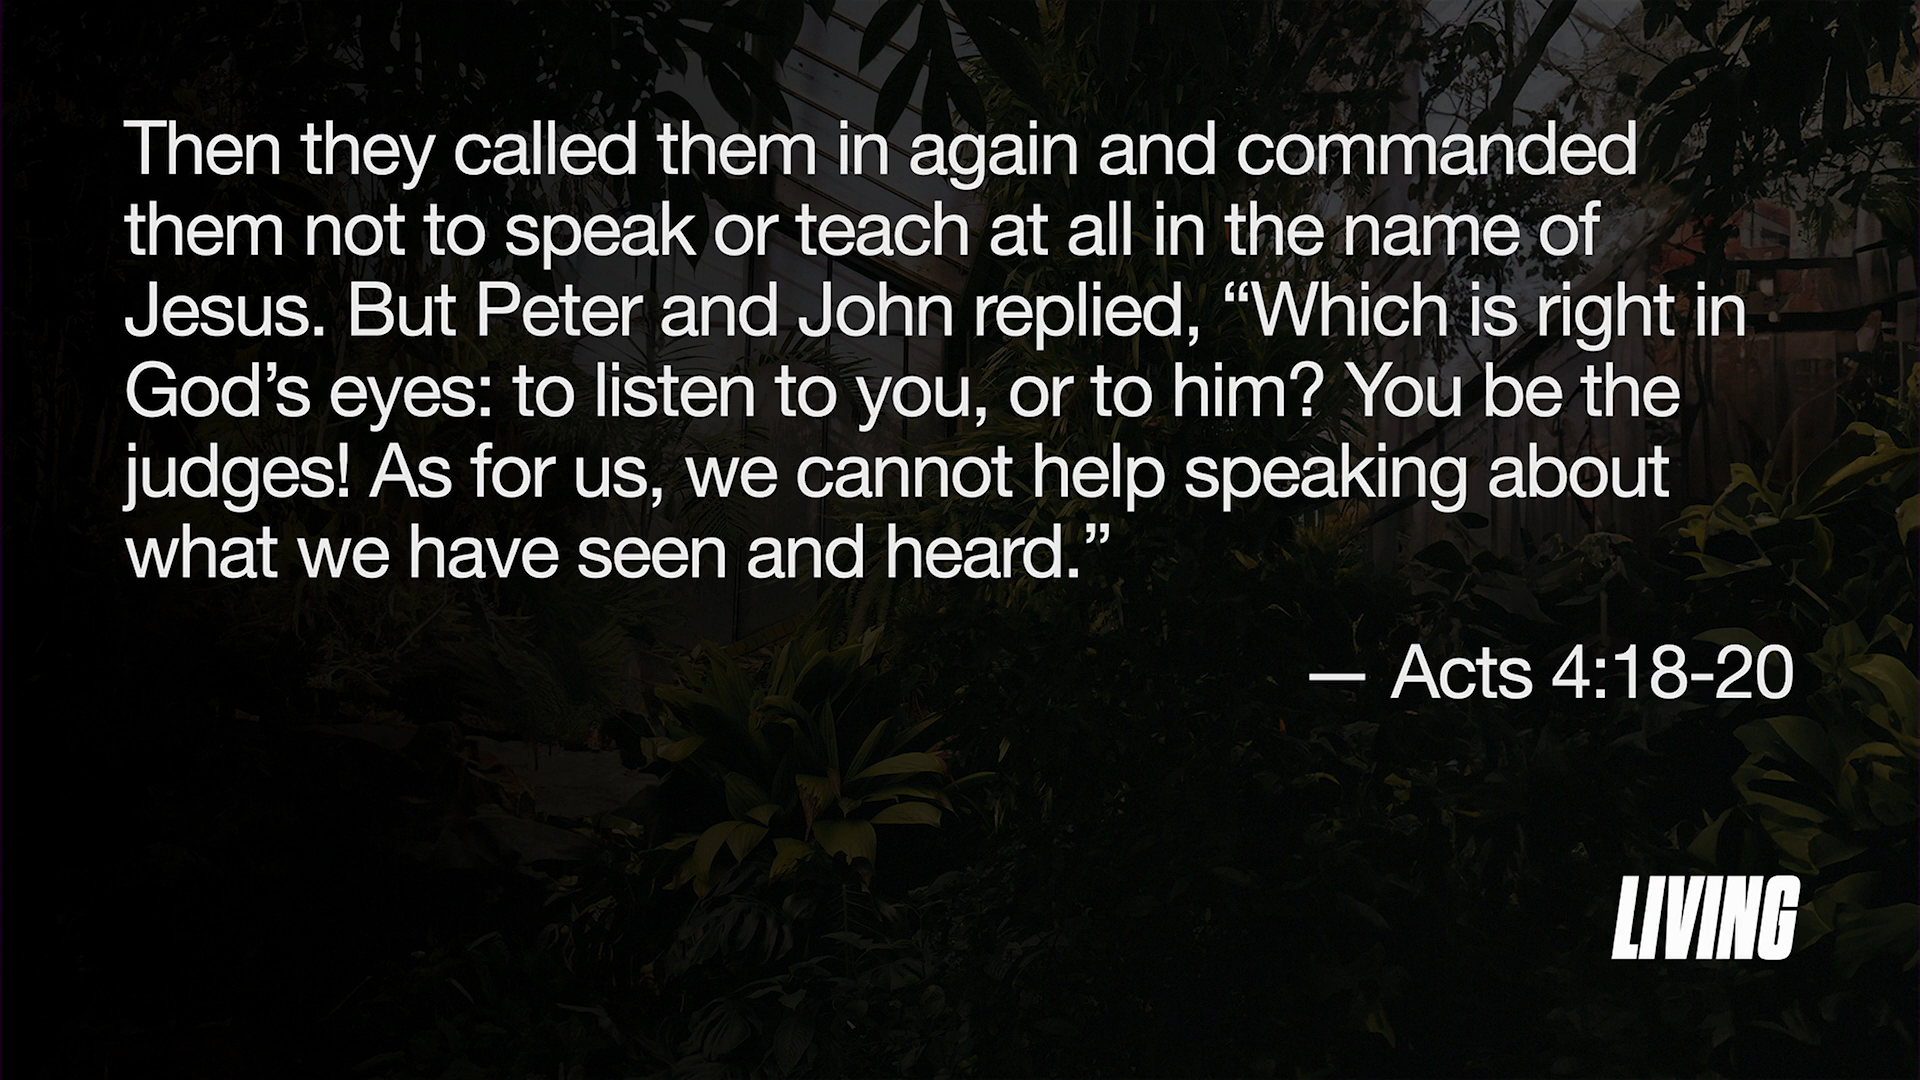 Then they called them in again and commanded
them not to speak or teach at all in the name of
Jesus. But Peter and John replied, “Which is right in
God’s eyes: to listen to you, or to him? You be the
judges! As for us, we cannot help speaking about
what we have seen and heard.”
— Acts 4:18-20
LIVING